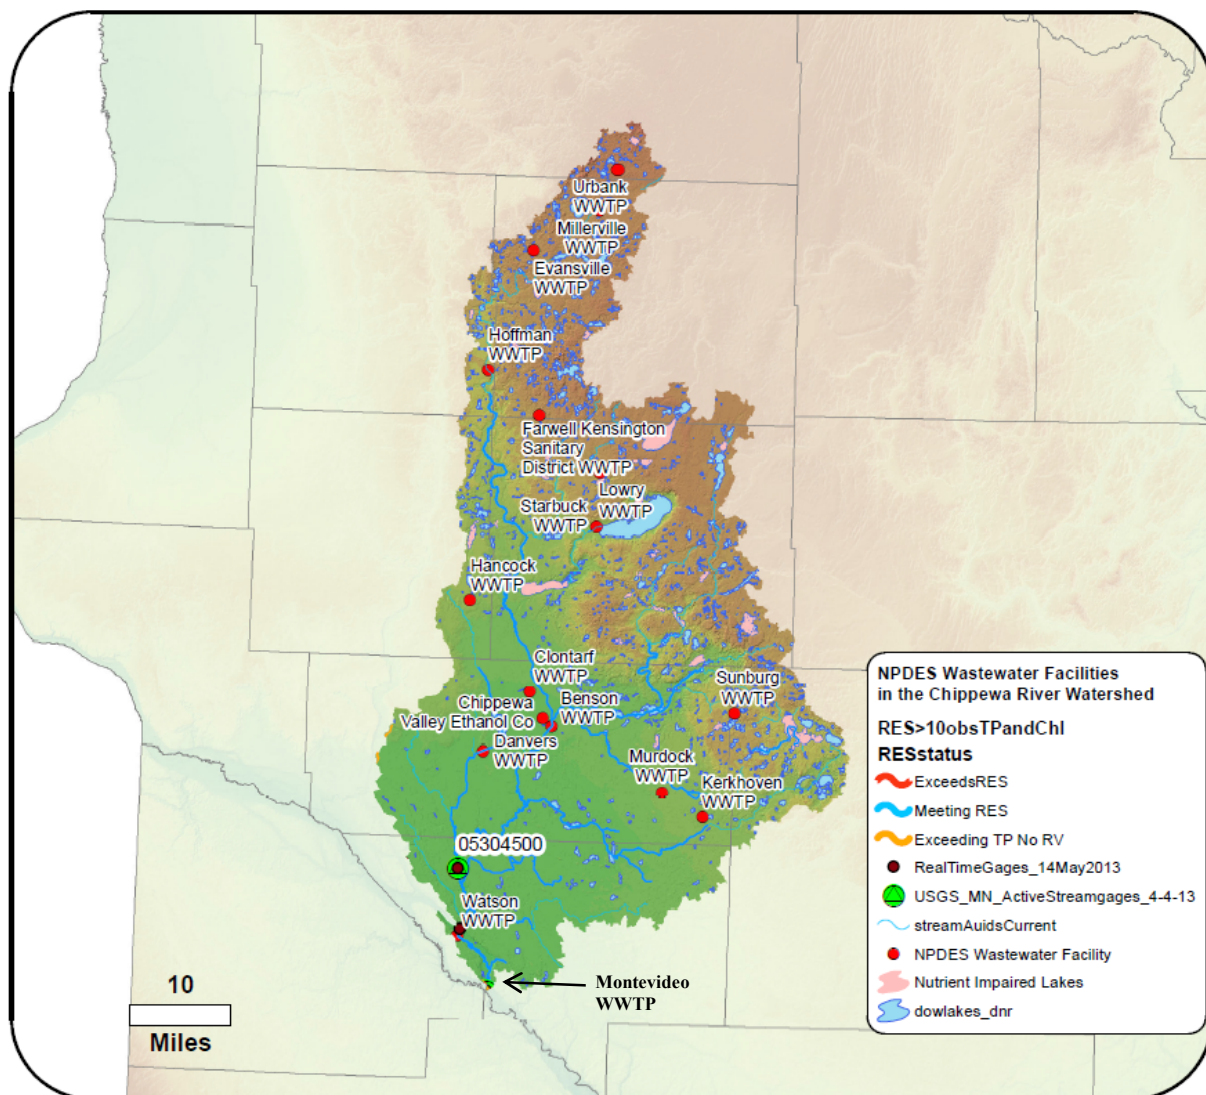 Urbank
WWTP
Millerville
WWTP
Evansville
WWTP
Hoffman
WWTP
Farwell Kensington
Sanitary
District WWTP
Lowry
WWTP
Starbuck
WWTP
Hancock
WWTP
Clontarf
WWTP
Chippewa
Valley Ethanol Co
Benson
WWTP
Sunburg
WWTP
Danvers
WWTP
Murdock
WWTP
Kerkhoven
WWTP
05304500
Watson
WWTP
Montevideo
WWTP
10
Miles
NPDES Wastewater Facilities
in the Chippewa River Watershed
RES>10obsTPandChl
RESstatus
ExceedsRES
Meeting RES
Exceeding TP No RV
RealTimeGages_14May2013
USGS_MN_ActiveStreamgages_4-4-13
streamAuidsCurrent
NPDES Wastewater Facility
Nutrient Impaired Lakes
dowlakes_dnr